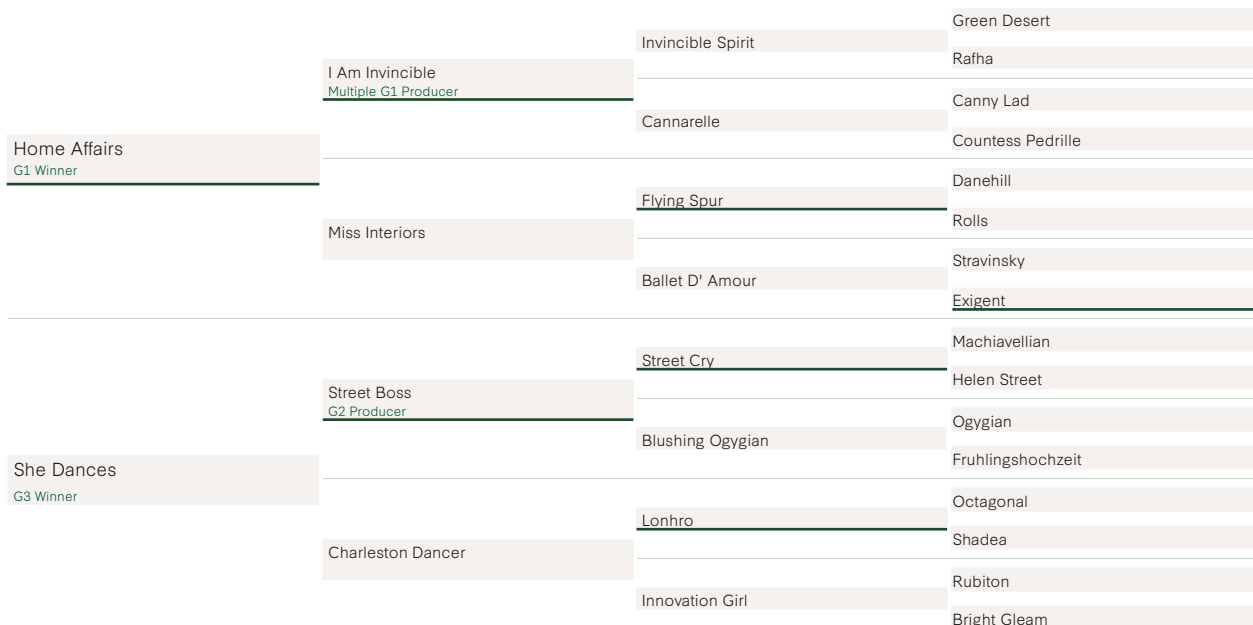 Home Affairs
G1 Winner
She Dances
G3 Winner
I Am Invincible
Multiple G1 Producer
Miss Interiors
Street Boss
G2 Producer
Charleston Dancer
Invincible Spirit
Cannarelle
Flying Spur
Ballet D' Amour
Street Cry
Blushing Ogygian
Lonhro
Innovation Girl
Green Desert
Rafha
Canny Lad
Countess Pedrille
Danehill
Rolls
Stravinsky
Exigent
Machiavellian
Helen Street
Ogygian
Fruhlingshochzeit
Octagonal
Shadea
Rubiton
Bright Gleam